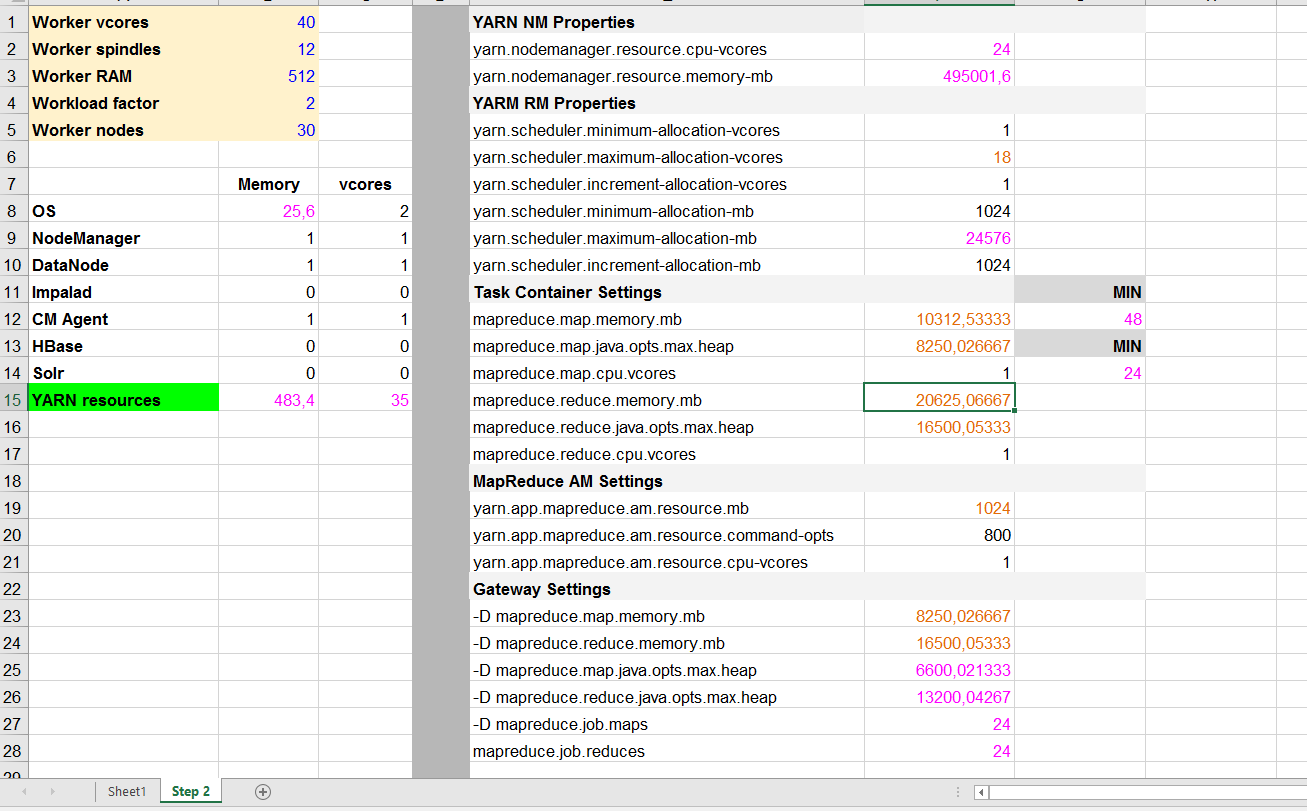 1 Worker vcores 40 YARN NM Properties
2 Worker spindles 12 yarn.nodemanager.resource.cpu-vcores 24
3 Worker RAM 512 yarn.nodemanager.resource.memory-mb 495001,6
4 Workload factor 2 YARM RM Properties
5 Worker nodes 30 yarn.scheduler.minimum-allocation-vcores 1
6 yarn.scheduler.maximum-allocation-vcores 18
7 Memory vcores yarn.scheduler.increment-allocation-vcores 1
8 OS 25,6 2 yarn.scheduler.minimum-allocation-mb 1024
9 NodeManager 1 1 yarn.scheduler.maximum-allocation-mb 24576
10 DataNode 1 1 yarn.scheduler.increment-allocation-mb 1024
11 Impalad 0 0 Task Container Settings MIN
12 CM Agent 1 1 mapreduce.map.memory.mb 10312,53333 48
13 HBase 0 0 mapreduce.map.java.opts.max.heap 8250,026667 MIN
14 Solr 0 0 mapreduce.map.cpu.vcores 1 24
15 YARN resources 483,4 35 mapreduce.reduce.memory.mb 20625,06667
16 mapreduce.reduce.java.opts.max.heap 16500,05333
17 mapreduce.reduce.cpu.vcores 1
18 MapReduce AM Settings
19 yarn.app.mapreduce.am.resource.mb 1024
20 yarn.app.mapreduce.am.resource.command-opts 800
21 yarn.app.mapreduce.am.resource.cpu-vcores 1
22 Gateway Settings
23 -D mapreduce.map.memory.mb 8250,026667
24 -D mapreduce.reduce.memory.mb 16500,05333
25 -D mapreduce.map.java.opts.max.heap 6600,021333
26 -D mapreduce.reduce.java.opts.max.heap 13200,04267
27 -D mapreduce.job.maps 24
28 mapreduce.job.reduces 24
29
Sheet1 Step 2